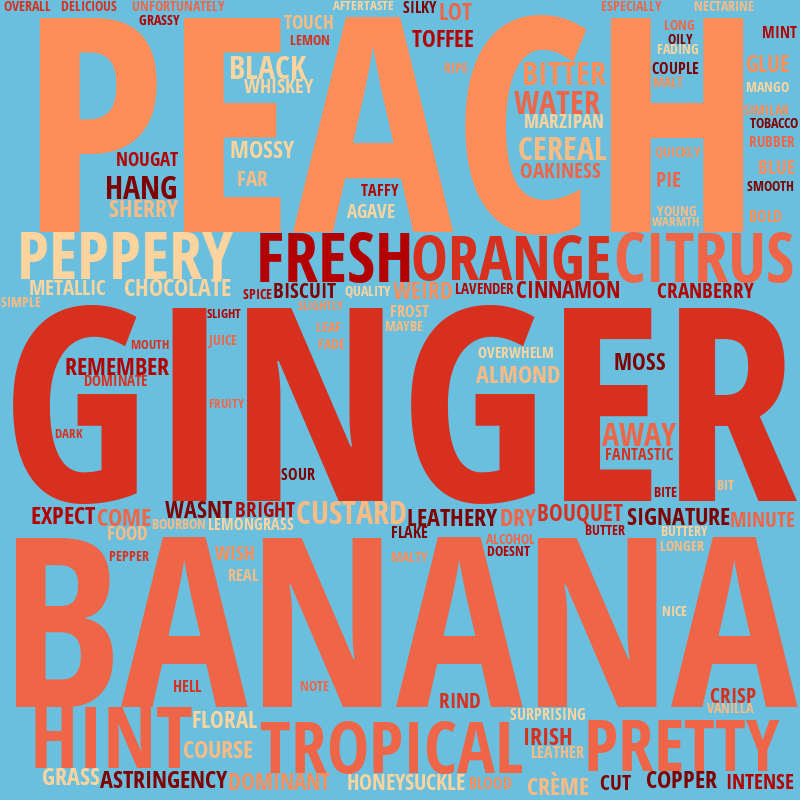 OVERALL DELICIOUS UNFORTUNATELY AFTERTASTE SILKY LOT ESPECIALLY NECTARINE
GRASSY TOUCH LONG MINT
LEMON TOFFEE OILY
PEACH
FADING
BLACK RIPE BITTER COUPLE GLUE
WHISKEY MALT MANGO
WATER
MARZIPAN SIMILAR
TOBACCO
MOSSY CEREAL RUBBER
NOUGAT QUICKLY
FAR OAKINESS PIE BLUE
HANG TAFFY SMOOTH
SHERRY AGAVE YOUNG BOLD
WARMTH
PEPPERY FRESH ORANGE CITRUS
METALLIC CHOCOLATE SPICE BISCUIT QUALITY WEIRD LAVENDER CINNAMON CRANBERRY
SIMPLE SLIGHT SLIGHTLY FROST
LEAF MAYBE
MOUTH JUICE FADE
GINGER
REMEMBER OVERWHELM MOSS
DOMINATE ALMOND
FRUITY
DARK AWAY
FANTASTIC
SOUR BITE BIT
EXPECT COME WASNT BRIGHT CUSTARD LEATHERY DRY BOUQUET SIGNATURE MINUTE
FOOD BOURBON LEMONGRASS FLAKE BUTTER BUTTERY
ALCOHOL LONGER
BANANA
PEPPER WISH MALTY DOESNT
REAL
NICE
HELL NOTE RIND CRISP
VANILLA
HINT FLORAL TROPICAL SURPRISING PRETTY
COURSE IRISH
LEATHER
GRASS ASTRINGENCY DOMINANT HONEYSUCKLE BLOOD CRÈME CUT COPPER INTENSE